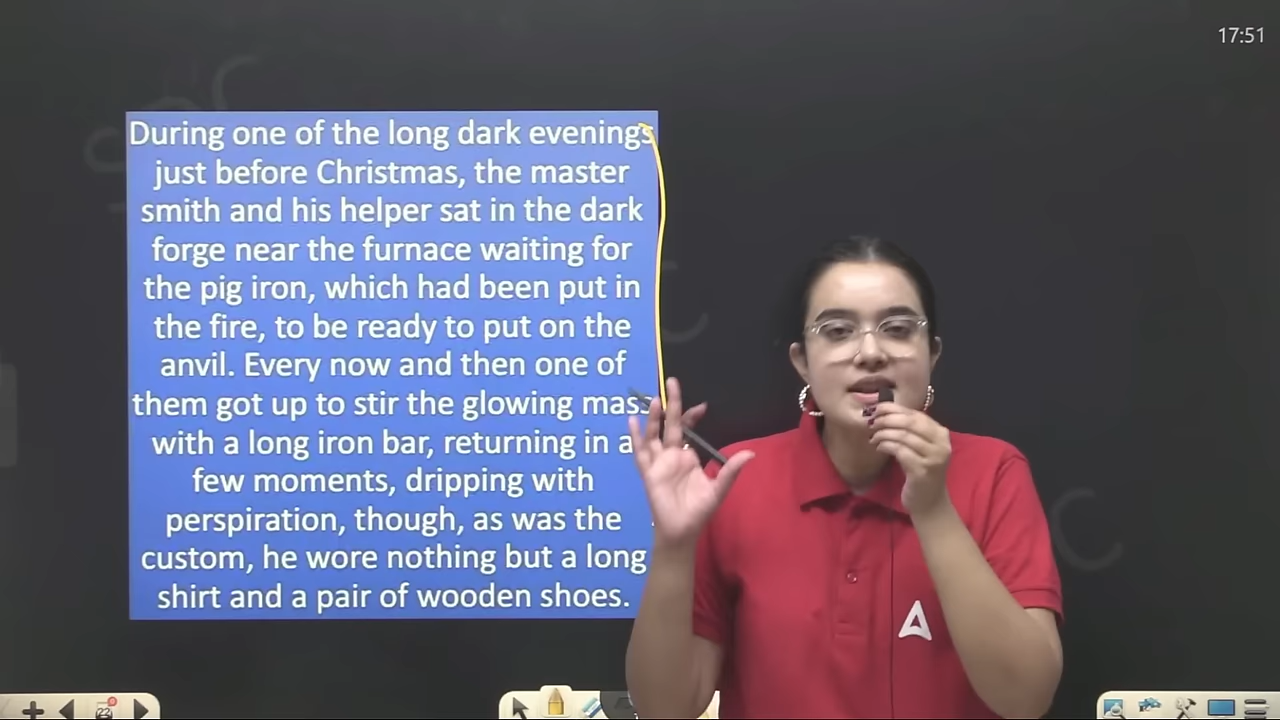 17:51
During one of the long dark evenings
just before Christmas, the master
smith and his helper sat in the dark
forge near the furnace waiting for
the pig iron, which had been put in
the fire, to be ready to put on the
anvil. Every now and then one of
them got up to stir the glowing mass
with a long iron bar, returning in a
few moments, dripping with
perspiration, though, as was the
custom, he wore nothing but a long
shirt and a pair of wooden shoes.